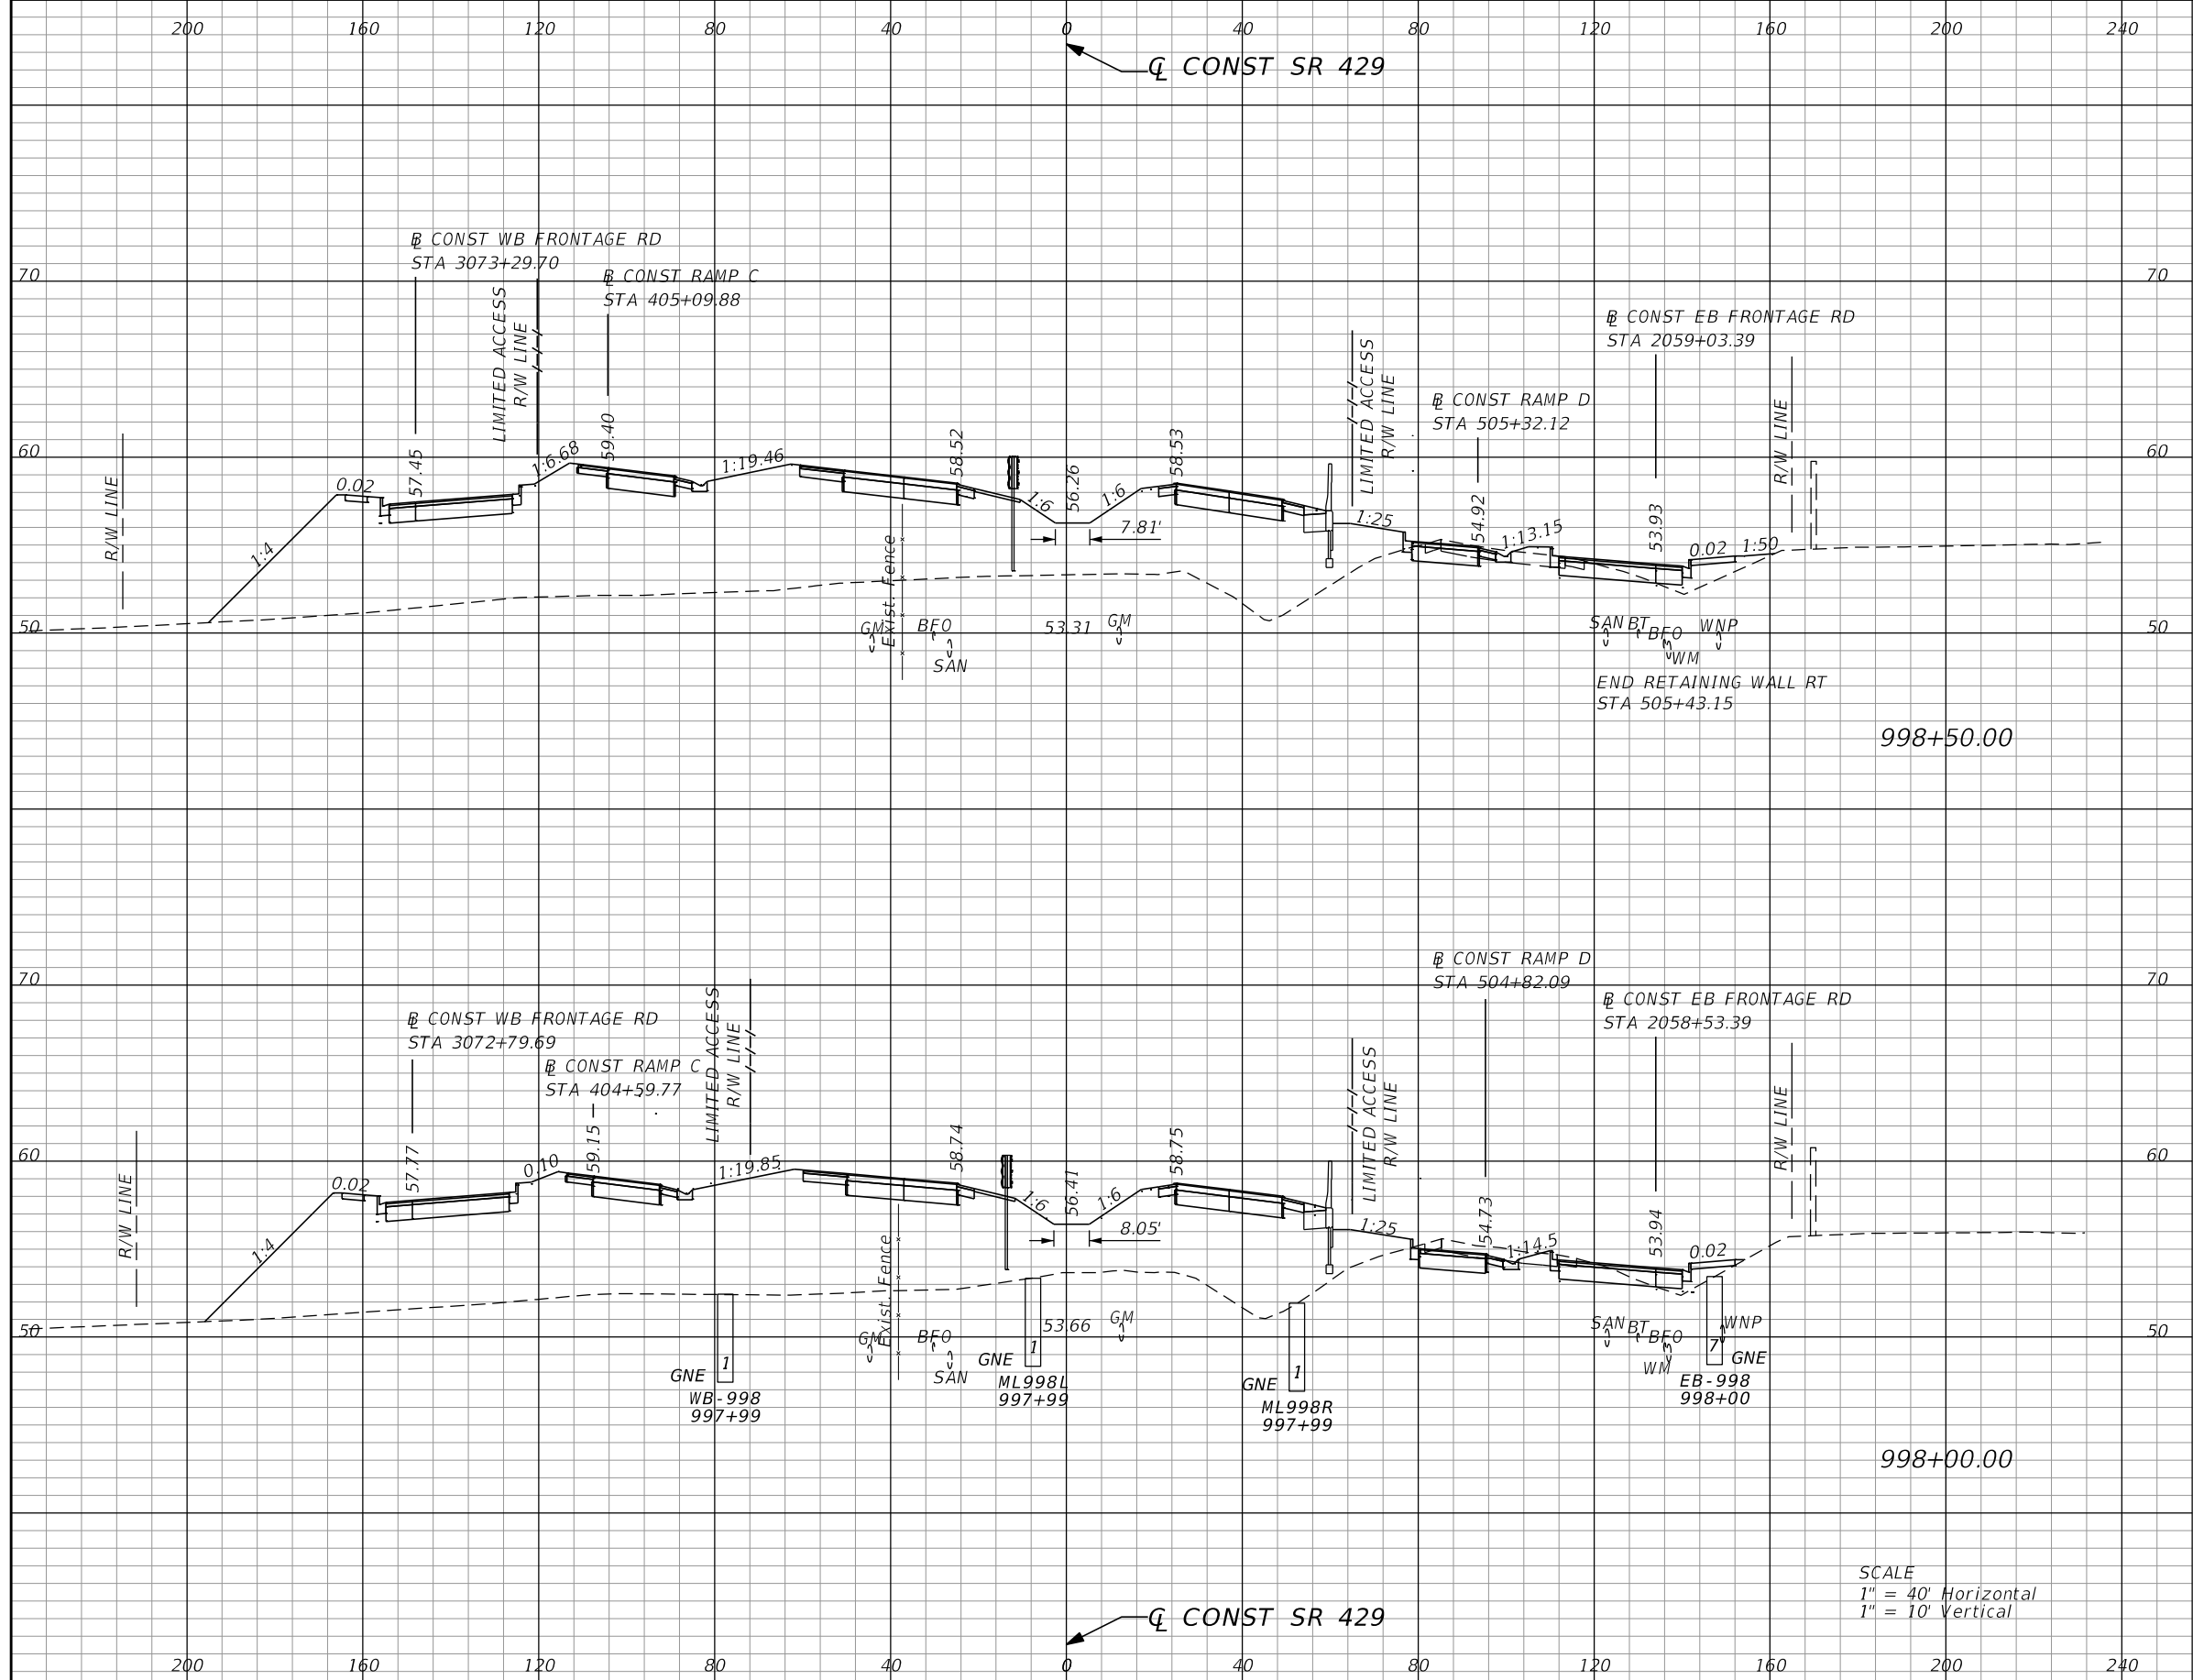 200 160 120 80 40 0 40 80 120 160 200 240
℄ CONST SR 429
B̲L CONST WB FRONTAGE RD
STA 3073+29.70
B̲L CONST RAMP C
STA 405+09.88
70 70
LIMITED ACCESS
R/W LINE
B̲L CONST EB FRONTAGE RD
STA 2059+03.39
LIMITED ACCESS
R/W LINE
B̲L CONST RAMP D
STA 505+32.12
R/W LINE
60 60
R/W LINE
0.02
57.45
1:6.68
59.40
1:19.46
58.52
1:6
56.26
1:6
58.53
1:25
54.92
1:13.15
53.93
0.02
1:50
1:4
7.81'
Exist. Fence
50 50
GM
BFO
SAN
53.31
GM
SAN
BT
BFO
WNP
WM
END RETAINING WALL RT
STA 505+43.15
998+50.00
B̲L CONST RAMP D
STA 504+82.09
70 70
B̲L CONST WB FRONTAGE RD
STA 3072+79.69
B̲L CONST RAMP C
STA 404+59.77
LIMITED ACCESS
R/W LINE
B̲L CONST EB FRONTAGE RD
STA 2058+53.39
LIMITED ACCESS
R/W LINE
R/W LINE
60 60
R/W LINE
0.02
57.77
0.10
59.15
1:19.85
58.74
1:6
56.41
1:6
58.75
1:25
54.73
1:14.5
53.94
0.02
1:4
8.05'
Exist. Fence
50 50
GM
BFO
SAN
53.66
GM
SAN
BT
BFO
WNP
WM
GNE
1
WB-998
997+99
GNE
1
ML998L
997+99
GNE
1
ML998R
997+99
7
GNE
EB-998
998+00
998+00.00
SCALE
1" = 40' Horizontal
1" = 10' Vertical
℄ CONST SR 429
200 160 120 80 40 0 40 80 120 160 200 240